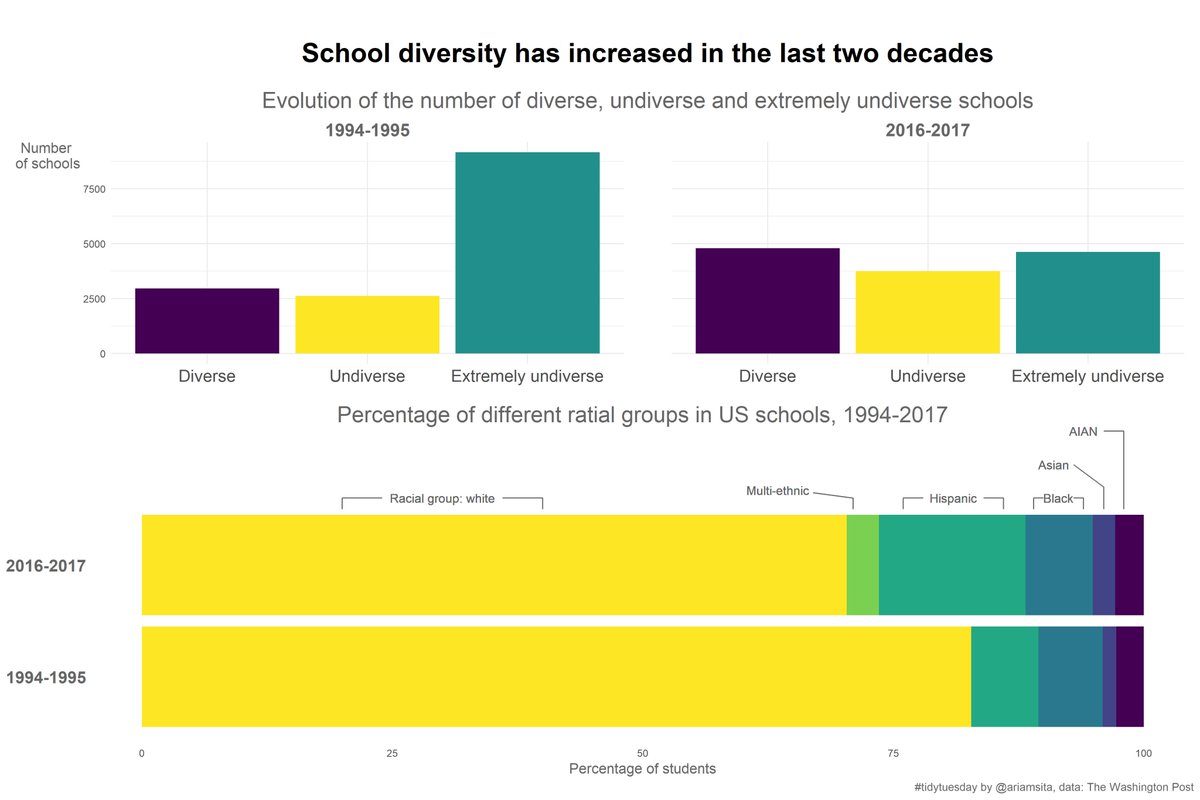 School diversity has increased in the last two decades
Evolution of the number of diverse, undiverse and extremely undiverse schools
1994-1995
2016-2017
Number
of schools
7500
5000
2500
0
Diverse
Undiverse
Extremely undiverse
Diverse
Undiverse
Extremely undiverse
Percentage of different ratial groups in US schools, 1994-2017
AIAN
Asian
Multi-ethnic
Racial group: white
Hispanic
Black
2016-2017
1994-1995
0
25
50
75
100
Percentage of students
#tidytuesday by @ariamsita, data: The Washington Post